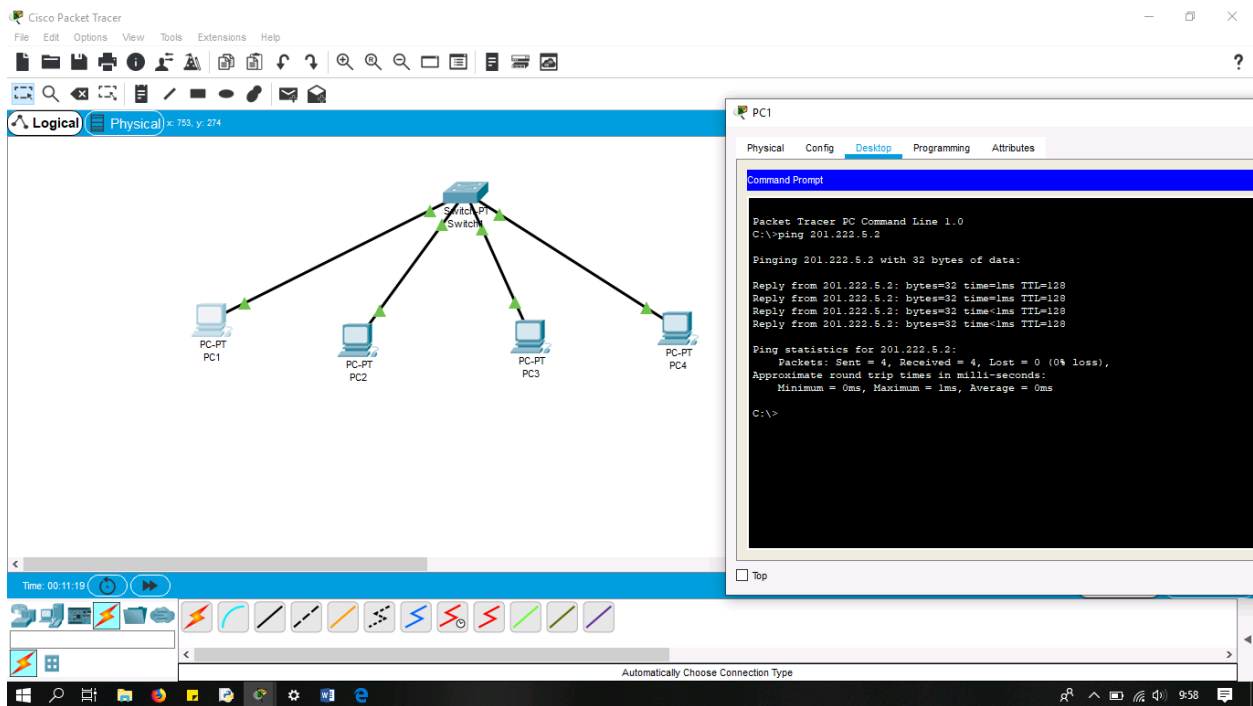 Cisco Packet Tracer
File Edit Options View Tools Extensions Help
?
Logical Physical x: 753, y: 274
Switch-PT
Switch1
PC-PT
PC1
PC-PT
PC2
PC-PT
PC3
PC-PT
PC4
PC1
Physical Config Desktop Programming Attributes
Command Prompt
Packet Tracer PC Command Line 1.0
C:\>ping 201.222.5.2
Pinging 201.222.5.2 with 32 bytes of data:
Reply from 201.222.5.2: bytes=32 time=1ms TTL=128
Reply from 201.222.5.2: bytes=32 time=1ms TTL=128
Reply from 201.222.5.2: bytes=32 time<1ms TTL=128
Reply from 201.222.5.2: bytes=32 time<1ms TTL=128
Ping statistics for 201.222.5.2:
Packets: Sent = 4, Received = 4, Lost = 0 (0% loss),
Approximate round trip times in milli-seconds:
Minimum = 0ms, Maximum = 1ms, Average = 0ms
C:\>
Top
Time: 00:11:19
Automatically Choose Connection Type
9:58